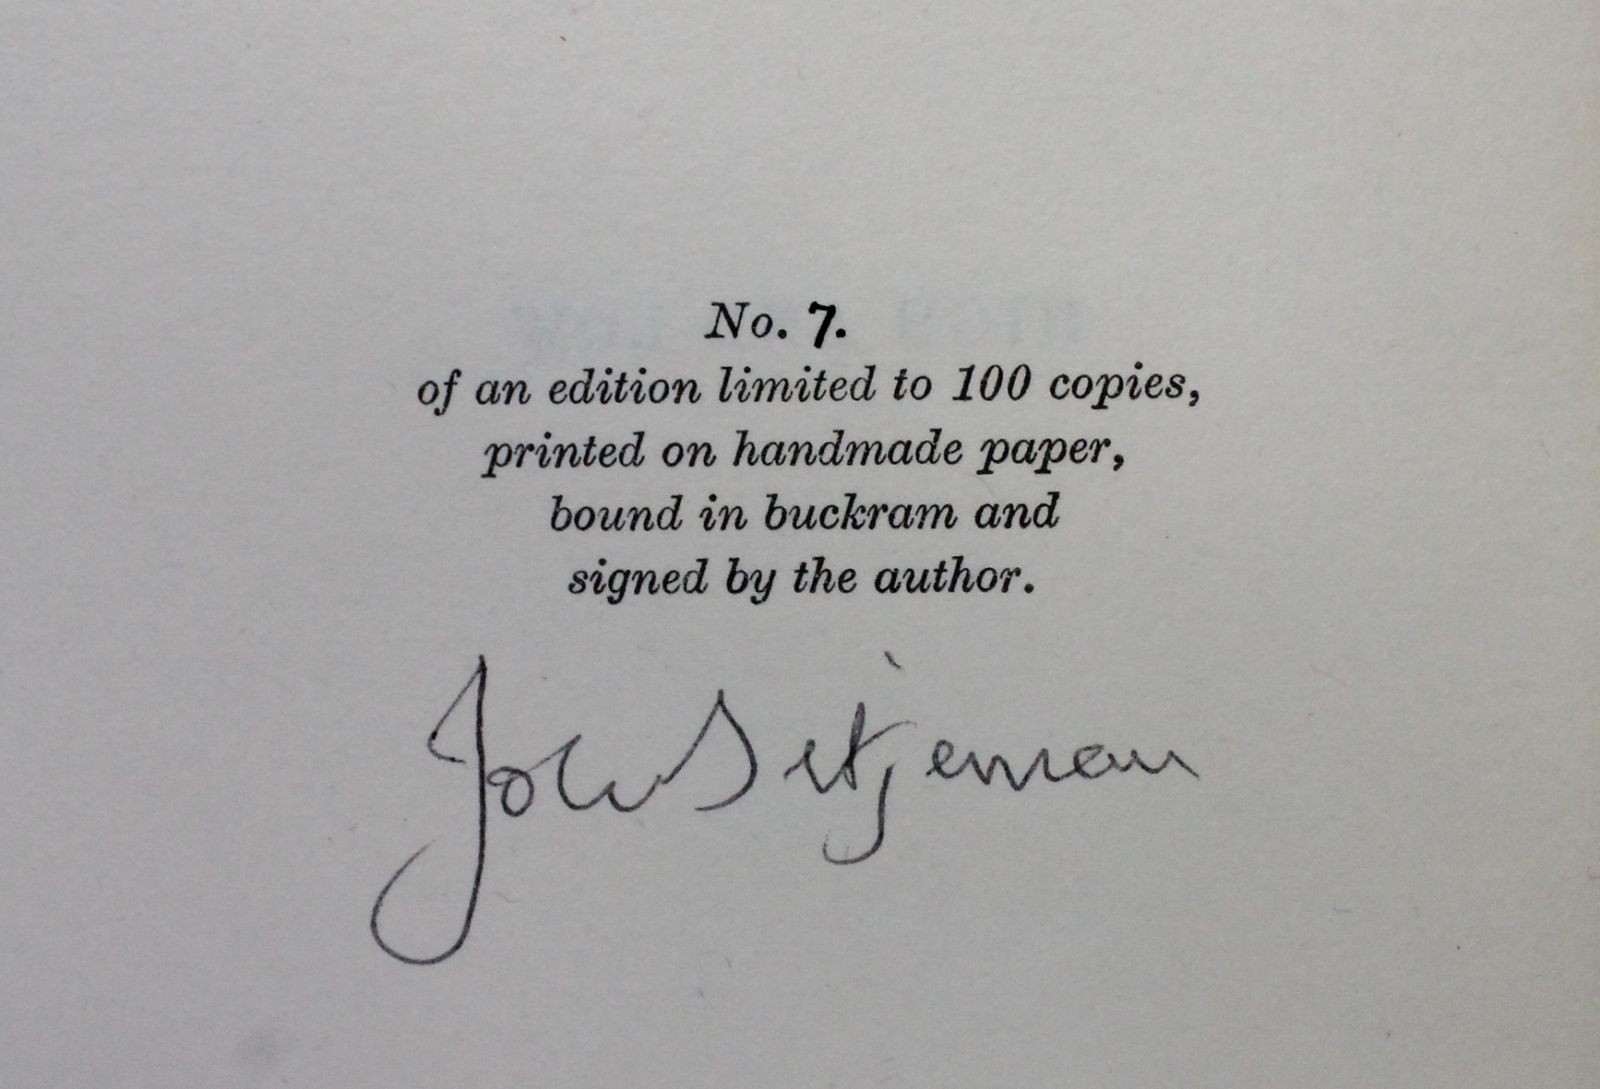 No. 7.
of an edition limited to 100 copies,
printed on handmade paper,
bound in buckram and
signed by the author.
John Betjeman